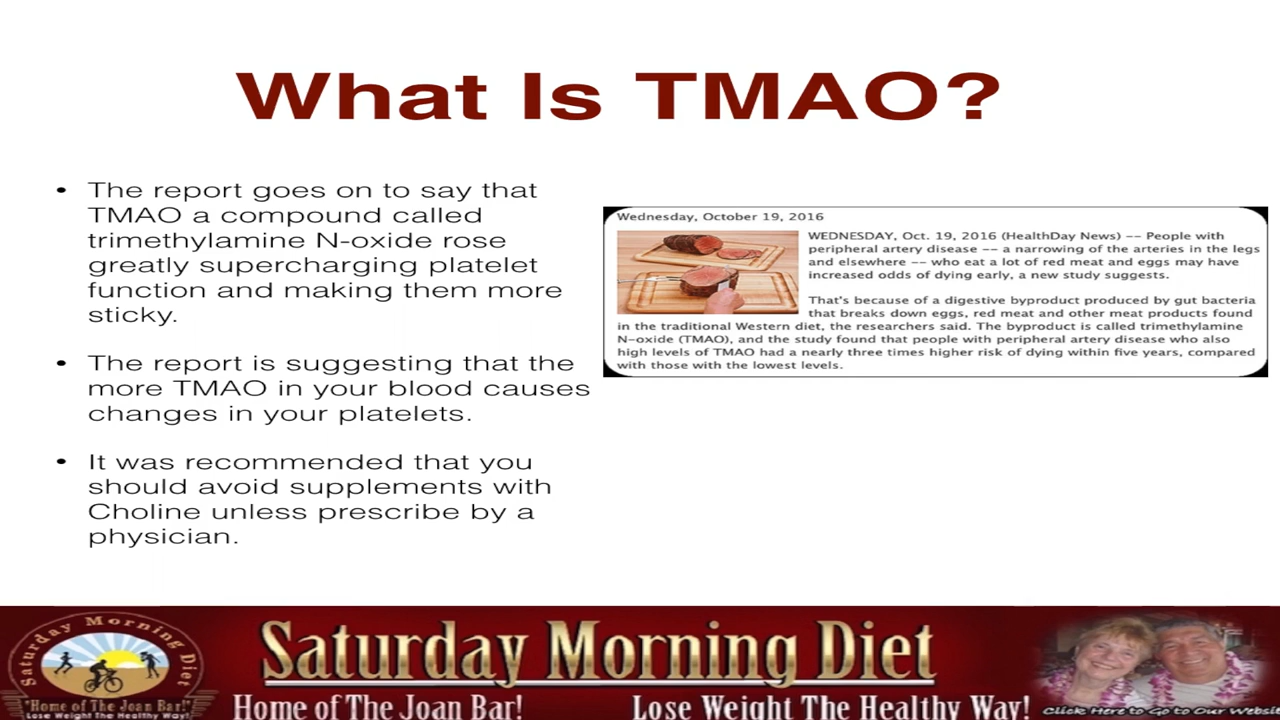 What Is TMAO?
• The report goes on to say that
TMAO a compound called
trimethylamine N-oxide rose
greatly supercharging platelet
function and making them more
sticky.
• The report is suggesting that the
more TMAO in your blood causes
changes in your platelets.
• It was recommended that you
should avoid supplements with
Choline unless prescribe by a
physician.
Wednesday, October 19, 2016
WEDNESDAY, Oct. 19, 2016 (HealthDay News) -- People with
peripheral artery disease -- a narrowing of the arteries in the legs
and elsewhere -- who eat a lot of red meat and eggs may have
increased odds of dying early, a new study suggests.
That's because of a digestive byproduct produced by gut bacteria
that breaks down eggs, red meat and other meat products found
in the traditional Western diet, the researchers said. The byproduct is called trimethylamine
N-oxide (TMAO), and the study found that people with peripheral artery disease who also
high levels of TMAO had a nearly three times higher risk of dying within five years, compared
with those with the lowest levels.
Saturday Morning Diet
"Home of The Joan Bar!"
Lose Weight The Healthy Way!
Saturday Morning Diet
Home of The Joan Bar! Lose Weight The Healthy Way!
Click Here to Go to Our Websit